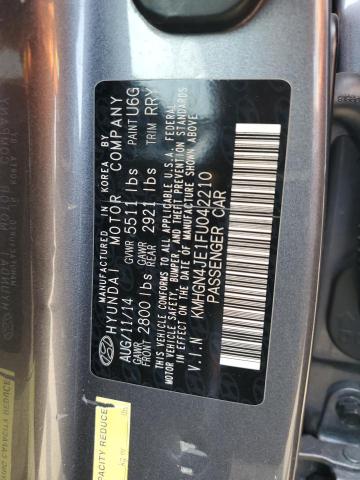 MANUFACTURED IN KOREA BY
HYUNDAI MOTOR COMPANY
AUG/11/14 GVWR 5511 lbs PAINT U6G
GAWR FRONT 2800 lbs GAWR REAR 2921 lbs TRIM RRY
THIS VEHICLE CONFORMS TO ALL APPLICABLE U.S.A. FEDERAL
MOTOR VEHICLE SAFETY, BUMPER, AND THEFT PREVENTION STANDARDS
IN EFFECT ON THE DATE OF MANUFACTURE SHOWN ABOVE.
V.I.N KMHGN4JE1FU042210
PASSENGER CAR
CAPACITY REDUCE